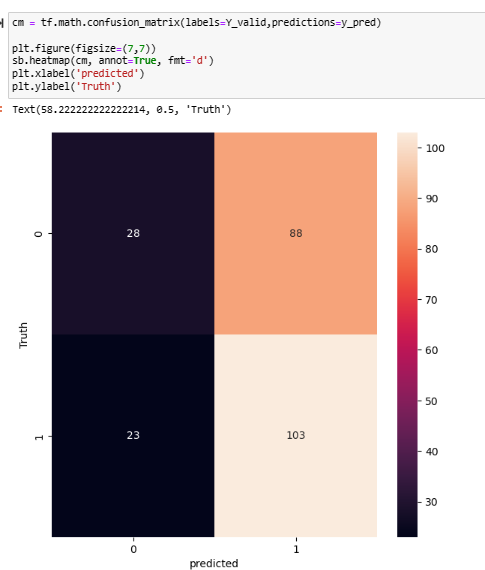 cm = tf.math.confusion_matrix(labels=Y_valid,predictions=y_pred)
plt.figure(figsize=(7,7))
sb.heatmap(cm, annot=True, fmt='d')
plt.xlabel('predicted')
plt.ylabel('Truth')
Text(58.222222222222214, 0.5, 'Truth')
100
90
80
70
60
50
40
30
0
28
88
Truth
1
23
103
0
1
predicted